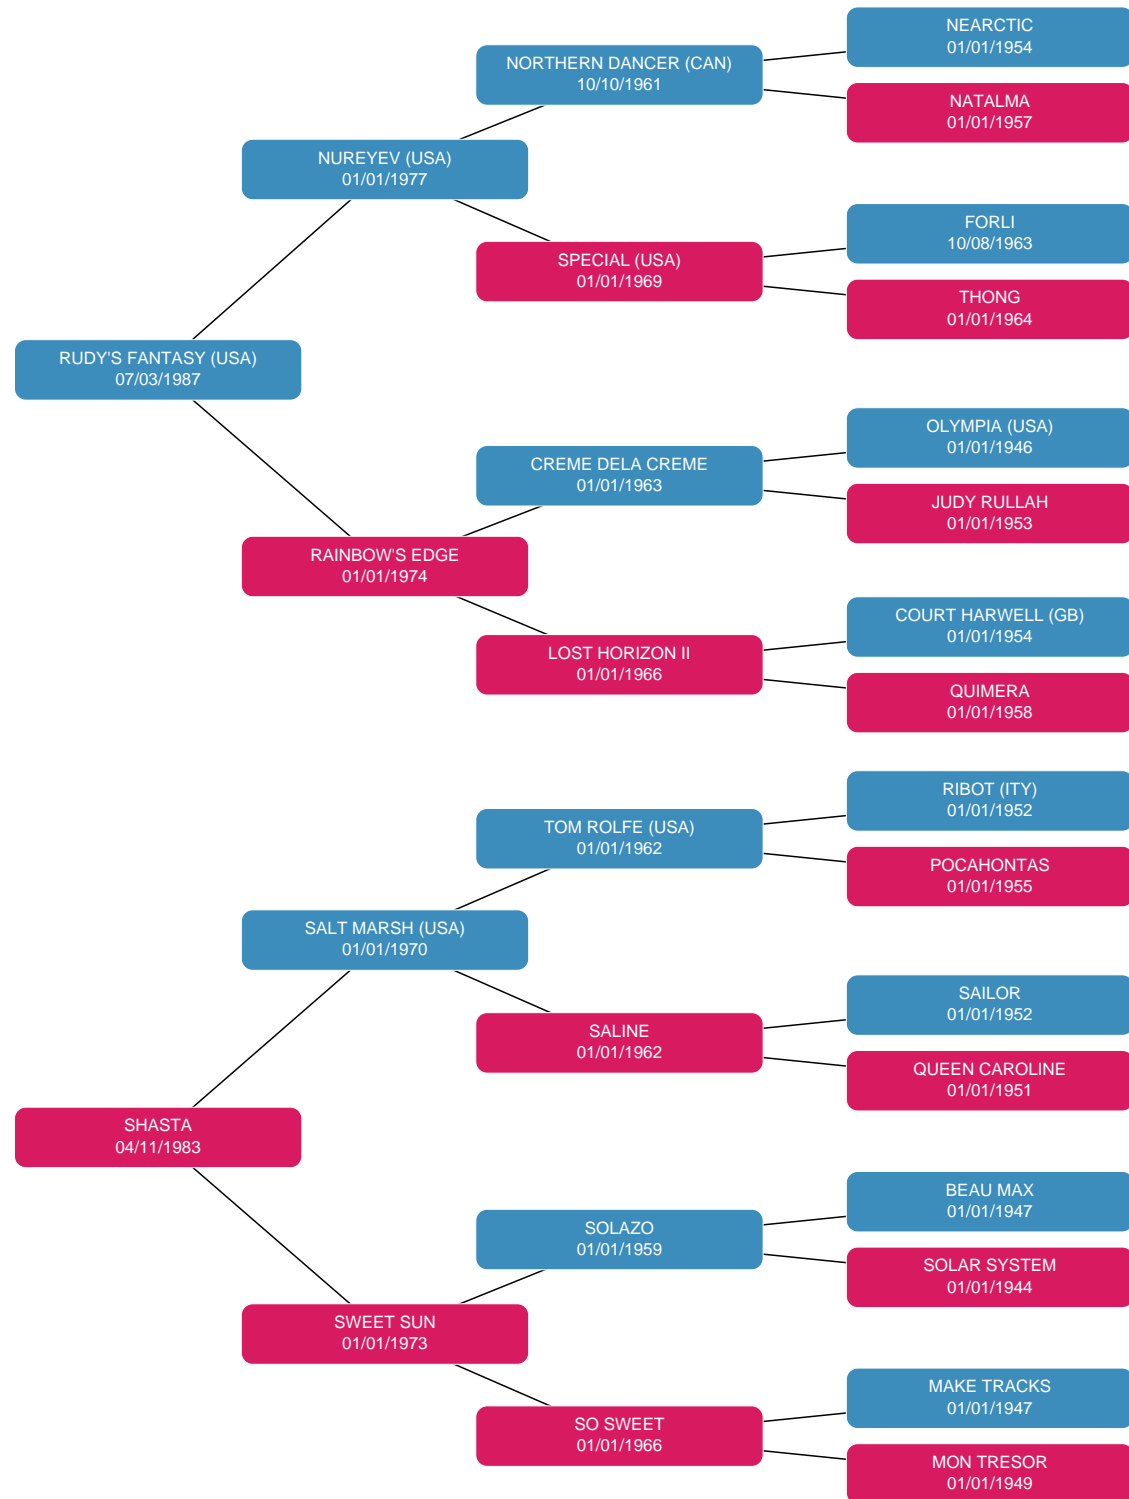 NEARCTIC
01/01/1954
NORTHERN DANCER (CAN)
10/10/1961
NATALMA
01/01/1957
NUREYEV (USA)
01/01/1977
FORLI
10/08/1963
SPECIAL (USA)
01/01/1969
THONG
01/01/1964
RUDY'S FANTASY (USA)
07/03/1987
OLYMPIA (USA)
01/01/1946
CREME DELA CREME
01/01/1963
JUDY RULLAH
01/01/1953
RAINBOW'S EDGE
01/01/1974
COURT HARWELL (GB)
01/01/1954
LOST HORIZON II
01/01/1966
QUIMERA
01/01/1958
RIBOT (ITY)
01/01/1952
TOM ROLFE (USA)
01/01/1962
POCAHONTAS
01/01/1955
SALT MARSH (USA)
01/01/1970
SAILOR
01/01/1952
SALINE
01/01/1962
QUEEN CAROLINE
01/01/1951
SHASTA
04/11/1983
BEAU MAX
01/01/1947
SOLAZO
01/01/1959
SOLAR SYSTEM
01/01/1944
SWEET SUN
01/01/1973
MAKE TRACKS
01/01/1947
SO SWEET
01/01/1966
MON TRESOR
01/01/1949